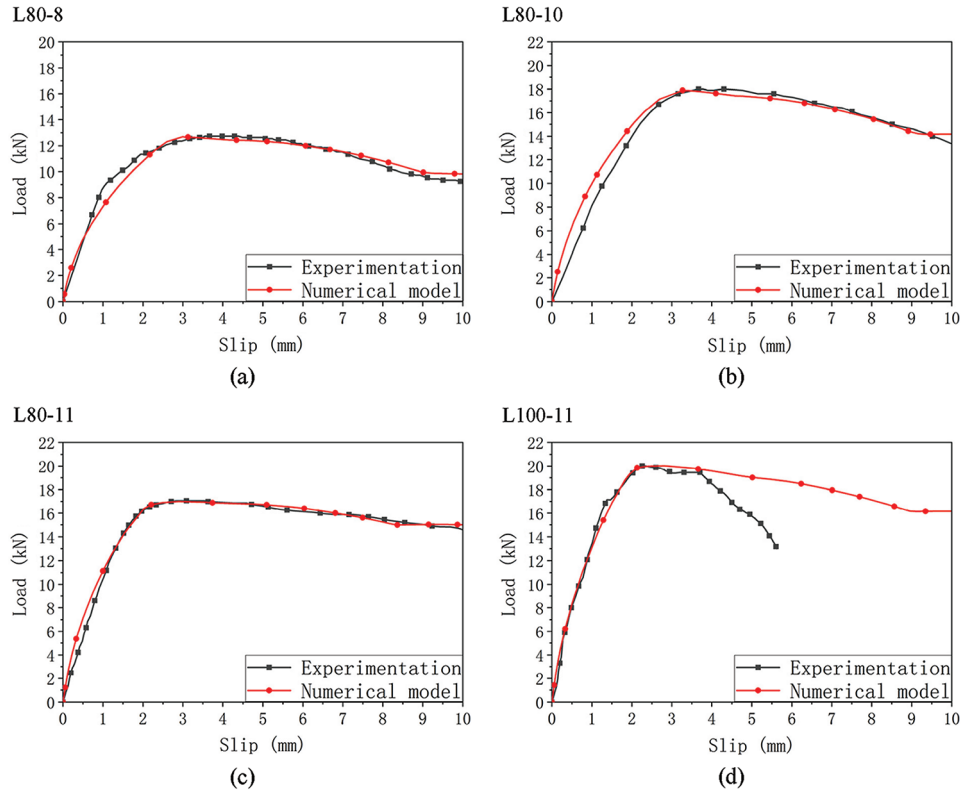 L80-8
20
18
16
14
12
10
8
6
4
2
0
Load (kN)
Experimentation
Numerical model
0 1 2 3 4 5 6 7 8 9 10
Slip (mm)
(a)
L80-10
22
20
18
16
14
12
10
8
6
4
2
0
Load (kN)
Experimentation
Numerical model
0 1 2 3 4 5 6 7 8 9 10
Slip (mm)
(b)
L80-11
22
20
18
16
14
12
10
8
6
4
2
0
Load (kN)
Experimentation
Numerical model
0 1 2 3 4 5 6 7 8 9 10
Slip (mm)
(c)
L100-11
22
20
18
16
14
12
10
8
6
4
2
0
Load (kN)
Experimentation
Numerical model
0 1 2 3 4 5 6 7 8 9 10
Slip (mm)
(d)